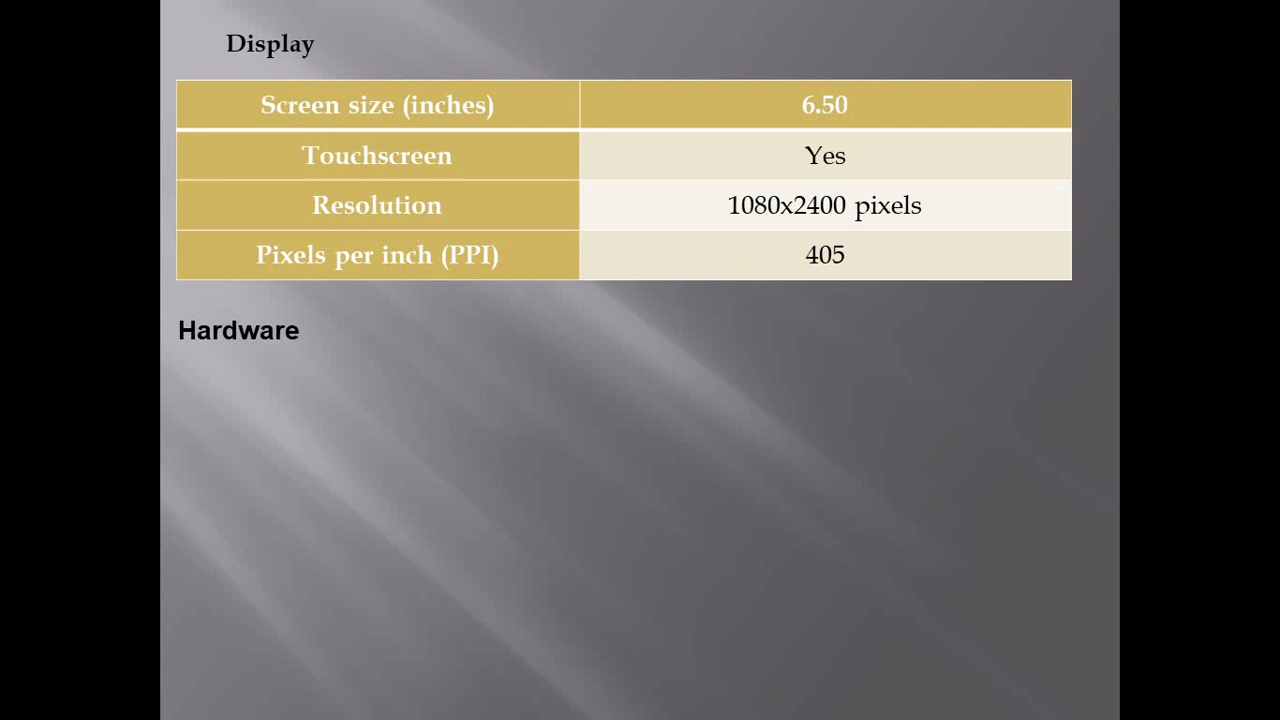 Display
Screen size (inches) 6.50
Touchscreen Yes
Resolution 1080x2400 pixels
Pixels per inch (PPI) 405
Hardware